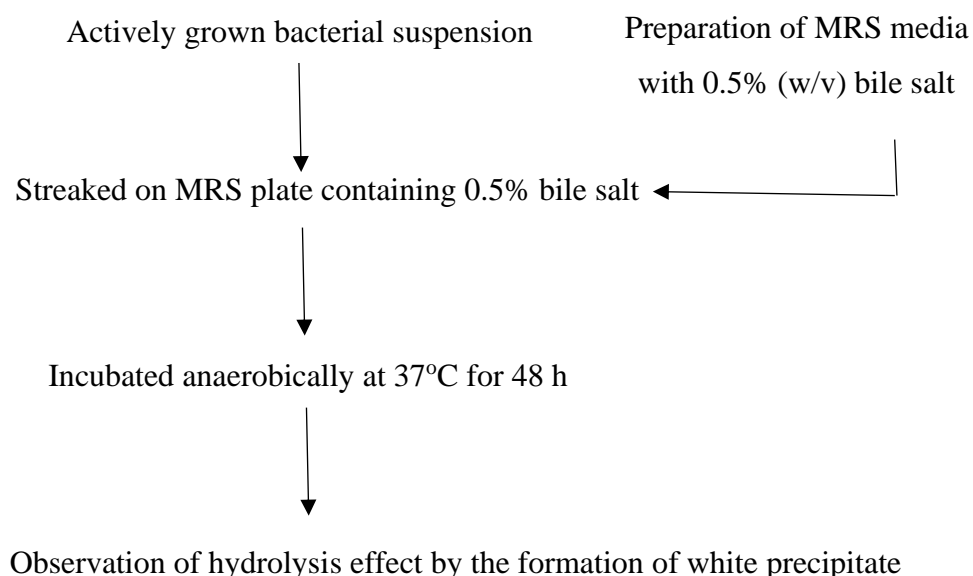 Actively grown bacterial suspension
Preparation of MRS media
with 0.5% (w/v) bile salt
Streaked on MRS plate containing 0.5% bile salt
Incubated anaerobically at 37°C for 48 h
Observation of hydrolysis effect by the formation of white precipitate